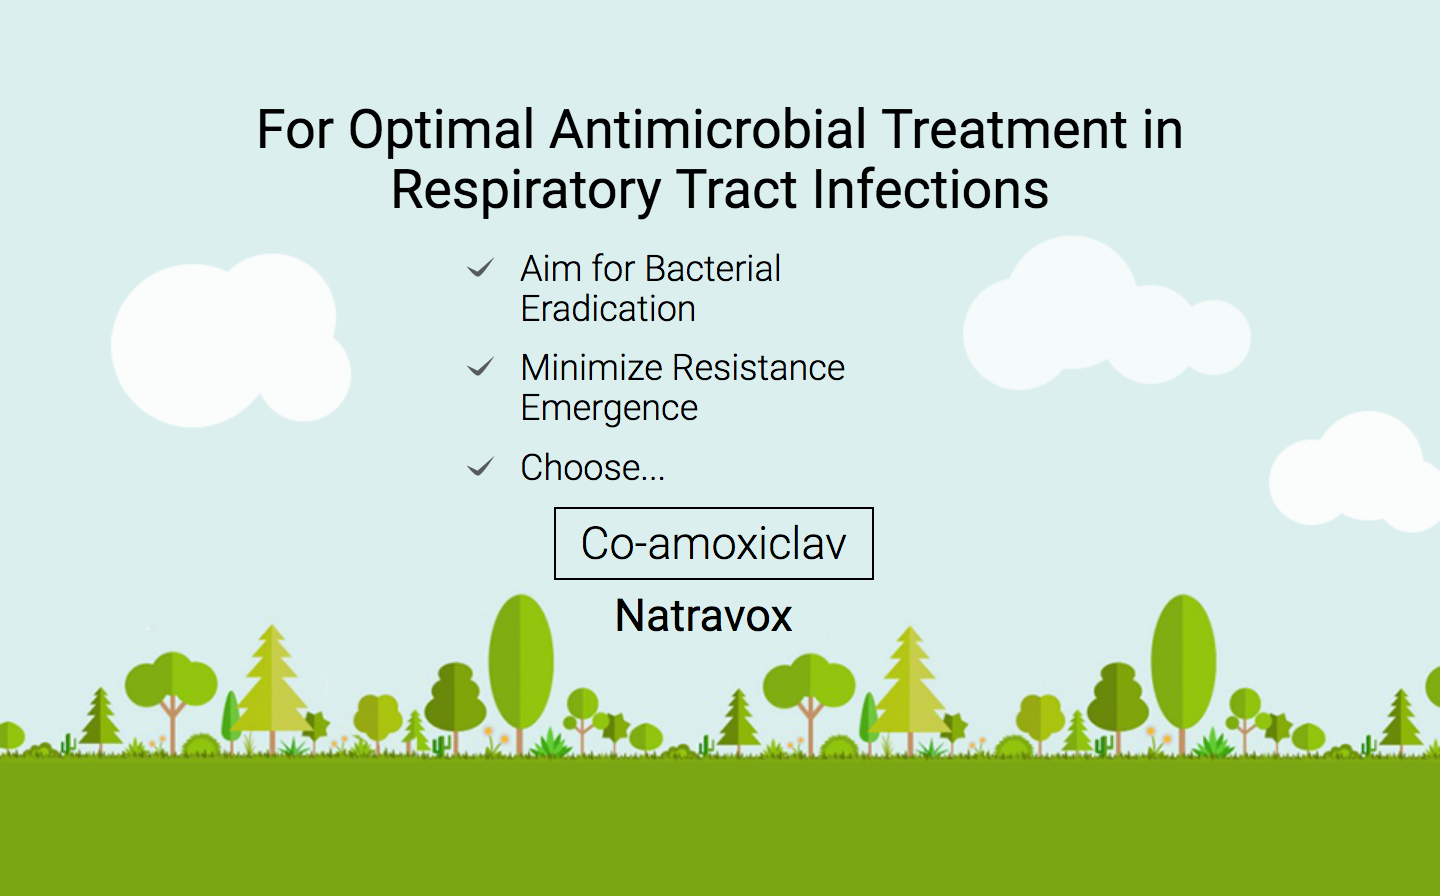 For Optimal Antimicrobial Treatment in
Respiratory Tract Infections
Aim for Bacterial
Eradication
Minimize Resistance
Emergence
Choose...
Co-amoxiclav
Natravox